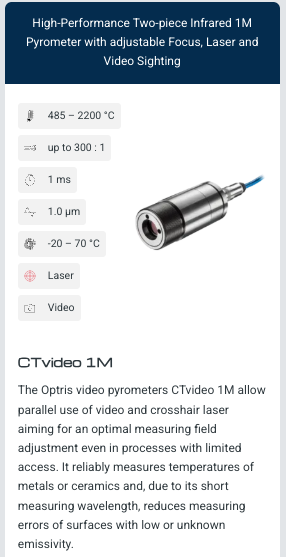 High-Performance Two-piece Infrared 1M
Pyrometer with adjustable Focus, Laser and
Video Sighting
485 – 2200 °C
up to 300 : 1
1 ms
1.0 μm
-20 – 70 °C
Laser
Video
CTvideo 1M
The Optris video pyrometers CTvideo 1M allow
parallel use of video and crosshair laser
aiming for an optimal measuring field
adjustment even in processes with limited
access. It reliably measures temperatures of
metals or ceramics and, due to its short
measuring wavelength, reduces measuring
errors of surfaces with low or unknown
emissivity.